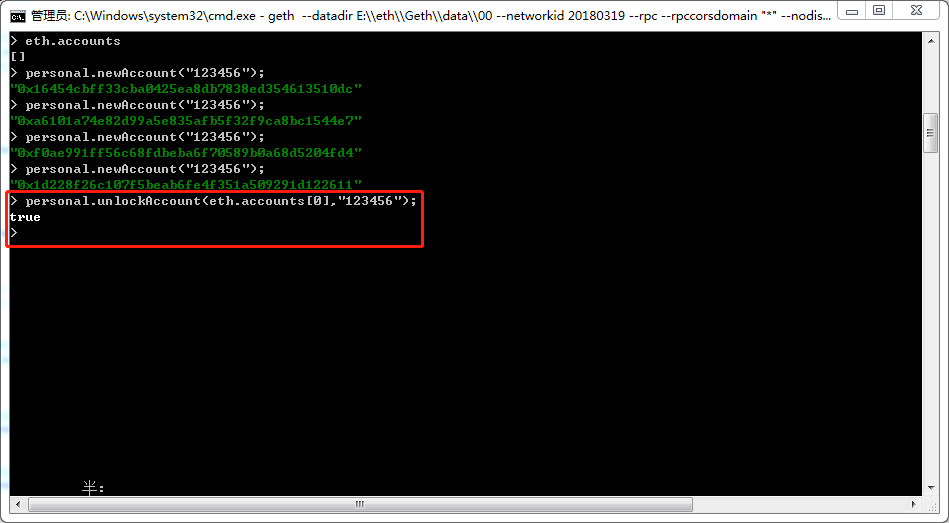 管理员: C:\Windows\system32\cmd.exe - geth --datadir E:\\eth\\Geth\\data\\00 --networkid 20180319 --rpc --rpccorsdomain "*" --nodis...
> eth.accounts
[]
> personal.newAccount("123456");
"0x16454cbff33cba0425ea8db7838ed354613510dc"
> personal.newAccount("123456");
"0xa6101a74e82d99a5e835afb5f32f9ca8bc1544e7"
> personal.newAccount("123456");
"0xf0ae991ff56c68fdbeba6f70589b0a68d5204fd4"
> personal.newAccount("123456");
"0x1d228f26c107f5beab6fe4f351a509291d122611"
> personal.unlockAccount(eth.accounts[0],"123456");
true
>
半: